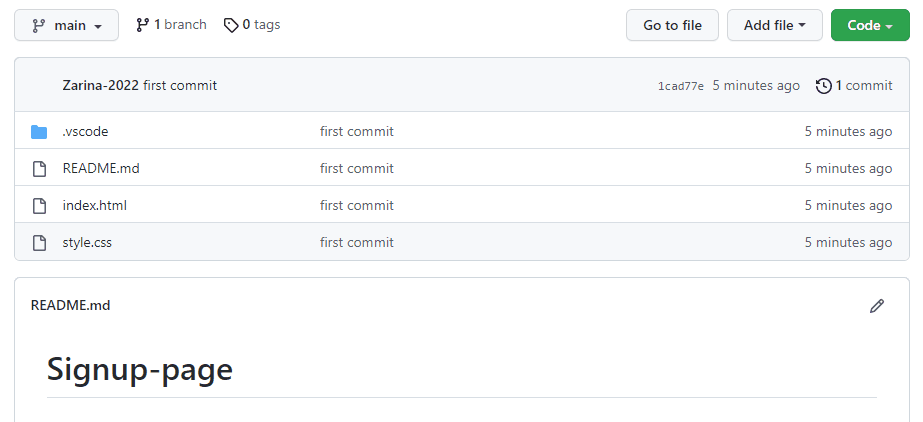 main 1 branch 0 tags Go to file Add file Code
Zarina-2022 first commit 1cad77e 5 minutes ago 1 commit
.vscode first commit 5 minutes ago
README.md first commit 5 minutes ago
index.html first commit 5 minutes ago
style.css first commit 5 minutes ago
README.md
Signup-page